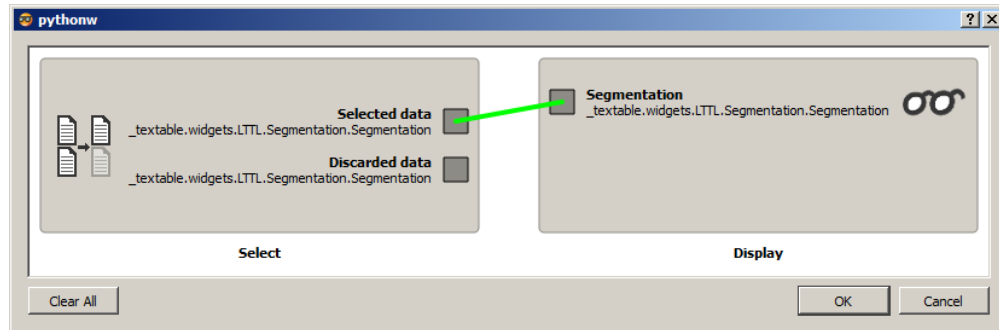 pythonw
Selected data
_textable.widgets.LTTL.Segmentation.Segmentation
Discarded data
_textable.widgets.LTTL.Segmentation.Segmentation
Select
Segmentation
_textable.widgets.LTTL.Segmentation.Segmentation
Display
Clear All
OK
Cancel